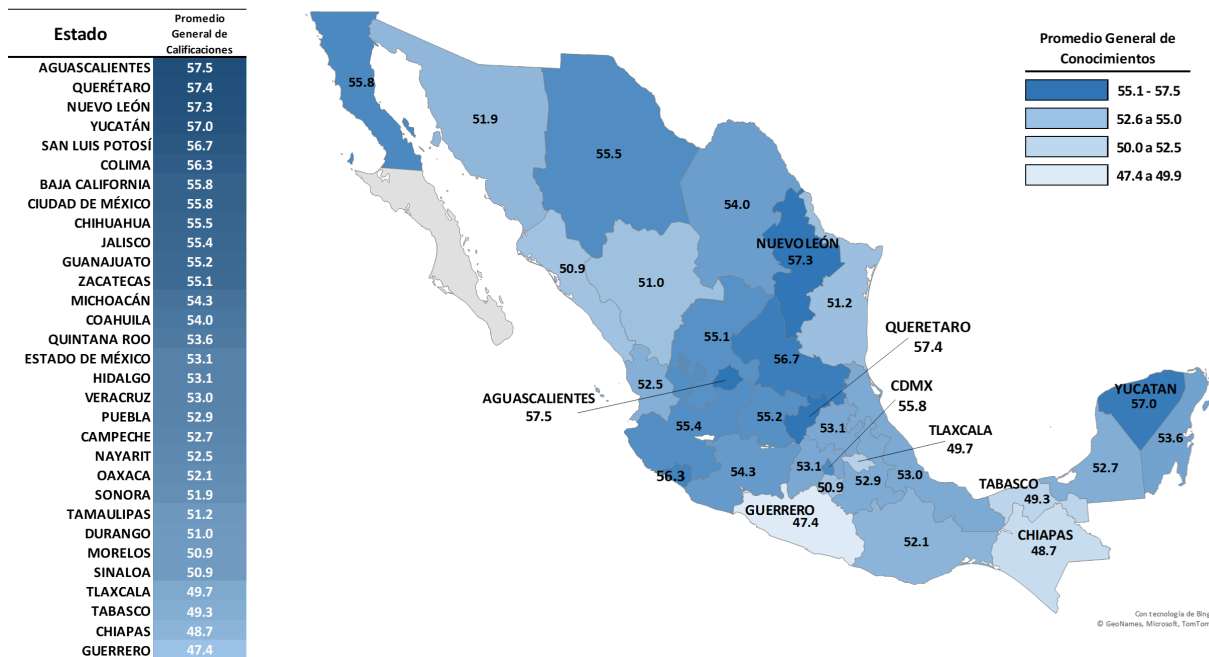 Estado
Promedio
General de
Calificaciones
AGUASCALIENTES 57.5
QUERÉTARO 57.4
NUEVO LEÓN 57.3
YUCATÁN 57.0
SAN LUIS POTOSÍ 56.7
COLIMA 56.3
BAJA CALIFORNIA 55.8
CIUDAD DE MÉXICO 55.8
CHIHUAHUA 55.5
JALISCO 55.4
GUANAJUATO 55.2
ZACATECAS 55.1
MICHOACÁN 54.3
COAHUILA 54.0
QUINTANA ROO 53.6
ESTADO DE MÉXICO 53.1
HIDALGO 53.1
VERACRUZ 53.0
PUEBLA 52.9
CAMPECHE 52.7
NAYARIT 52.5
OAXACA 52.1
SONORA 51.9
TAMAULIPAS 51.2
DURANGO 51.0
MORELOS 50.9
SINALOA 50.9
TLAXCALA 49.7
TABASCO 49.3
CHIAPAS 48.7
GUERRERO 47.4
55.8
51.9
55.5
54.0
NUEVO LEÓN
57.3
50.9
51.0
51.2
55.1
56.7
QUERETARO
57.4
52.5
AGUASCALIENTES
57.5
CDMX
55.8
YUCATAN
57.0
55.4
55.2
53.1
TLAXCALA
49.7
53.6
56.3
54.3
53.1
50.9
52.9
53.0
52.7
TABASCO
49.3
GUERRERO
47.4
52.1
CHIAPAS
48.7
Promedio General de
Conocimientos
55.1 - 57.5
52.6 a 55.0
50.0 a 52.5
47.4 a 49.9
Con tecnología de Bing
© GeoNames, Microsoft, TomTom